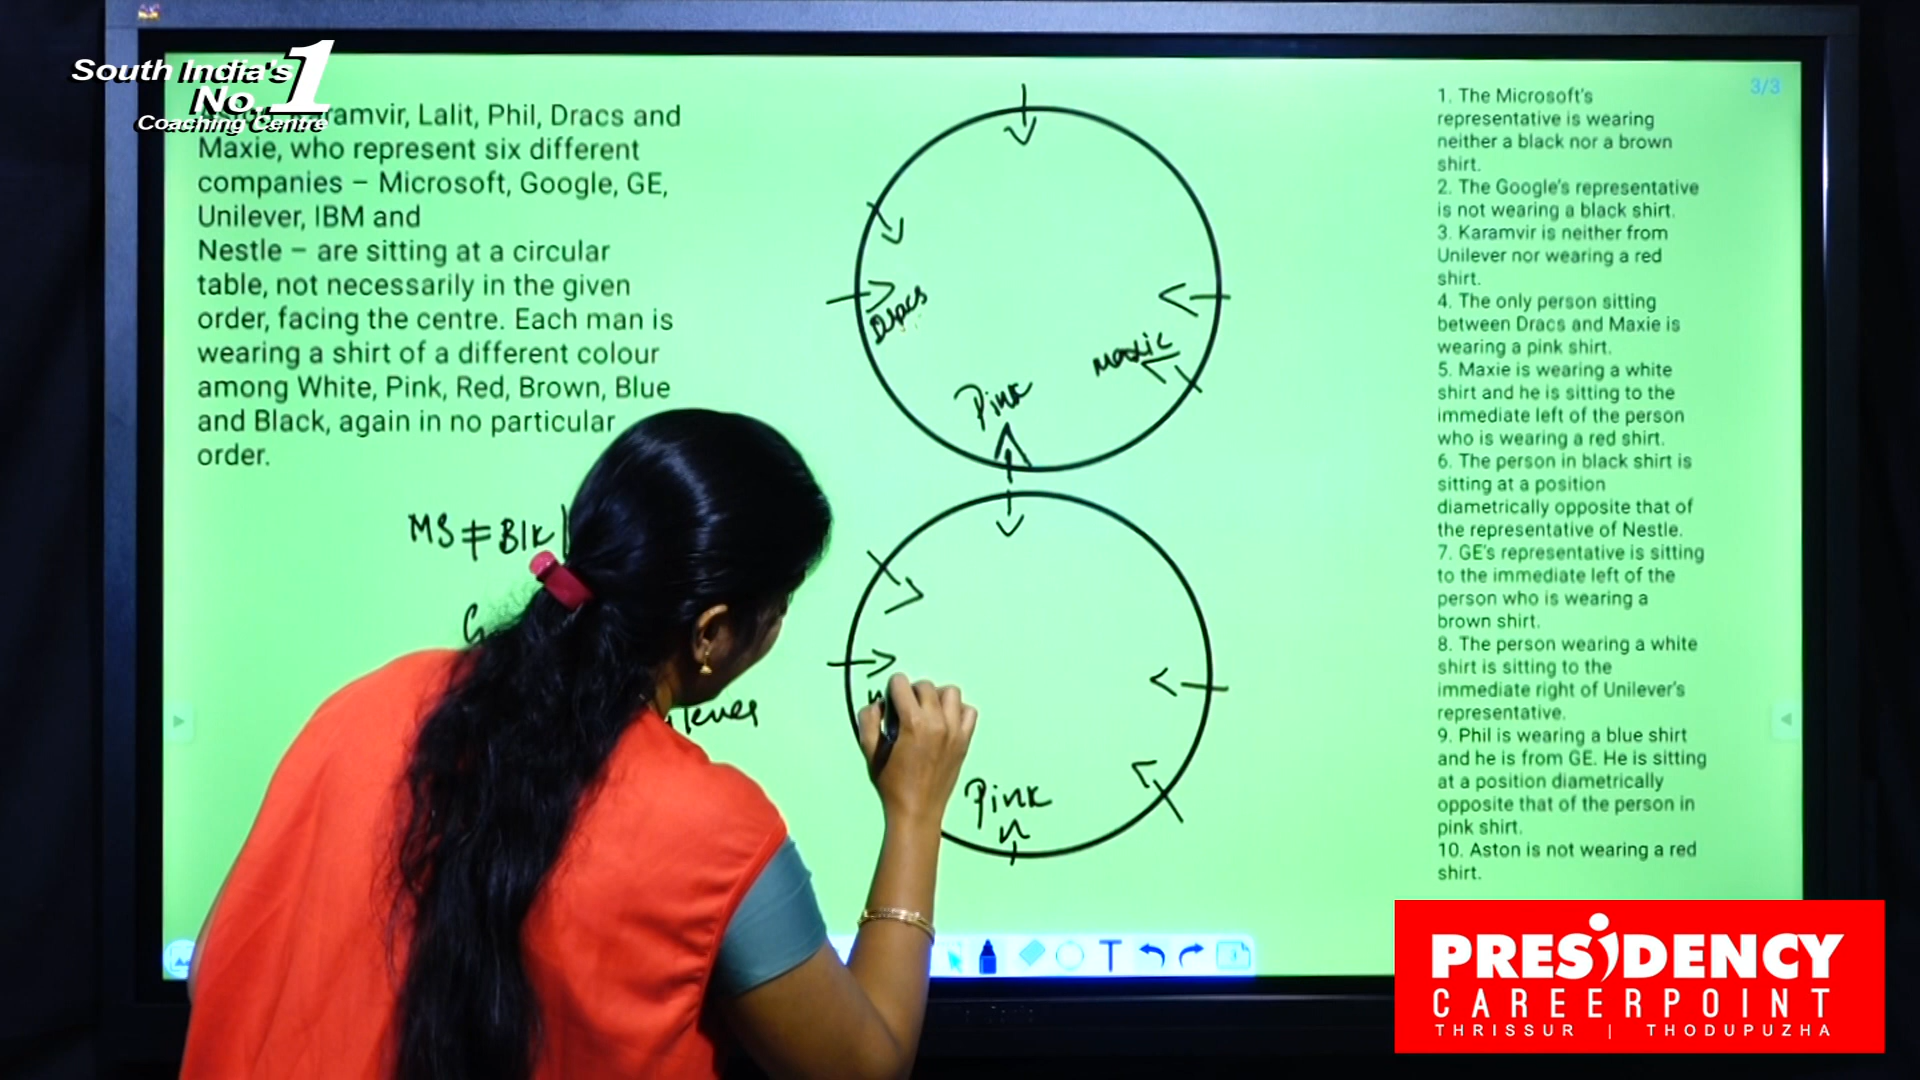 South India's
No. 1
Coaching Centre
Karamvir, Lalit, Phil, Dracs and
Maxie, who represent six different
companies – Microsoft, Google, GE,
Unilever, IBM and
Nestle – are sitting at a circular
table, not necessarily in the given
order, facing the centre. Each man is
wearing a shirt of a different colour
among White, Pink, Red, Brown, Blue
and Black, again in no particular
order.
MS ≠ Blk
G
Dracs
Maxie
Pink
Pink
3/3
1. The Microsoft's
representative is wearing
neither a black nor a brown
shirt.
2. The Google's representative
is not wearing a black shirt.
3. Karamvir is neither from
Unilever nor wearing a red
shirt.
4. The only person sitting
between Dracs and Maxie is
wearing a pink shirt.
5. Maxie is wearing a white
shirt and he is sitting to the
immediate left of the person
who is wearing a red shirt.
6. The person in black shirt is
sitting at a position
diametrically opposite that of
the representative of Nestle.
7. GE's representative is sitting
to the immediate left of the
person who is wearing a
brown shirt.
8. The person wearing a white
shirt is sitting to the
immediate right of Unilever's
representative.
9. Phil is wearing a blue shirt
and he is from GE. He is sitting
at a position diametrically
opposite that of the person in
pink shirt.
10. Aston is not wearing a red
shirt.
T
PRESIDENCY
CAREERPOINT
THRISSUR | THODUPUZHA